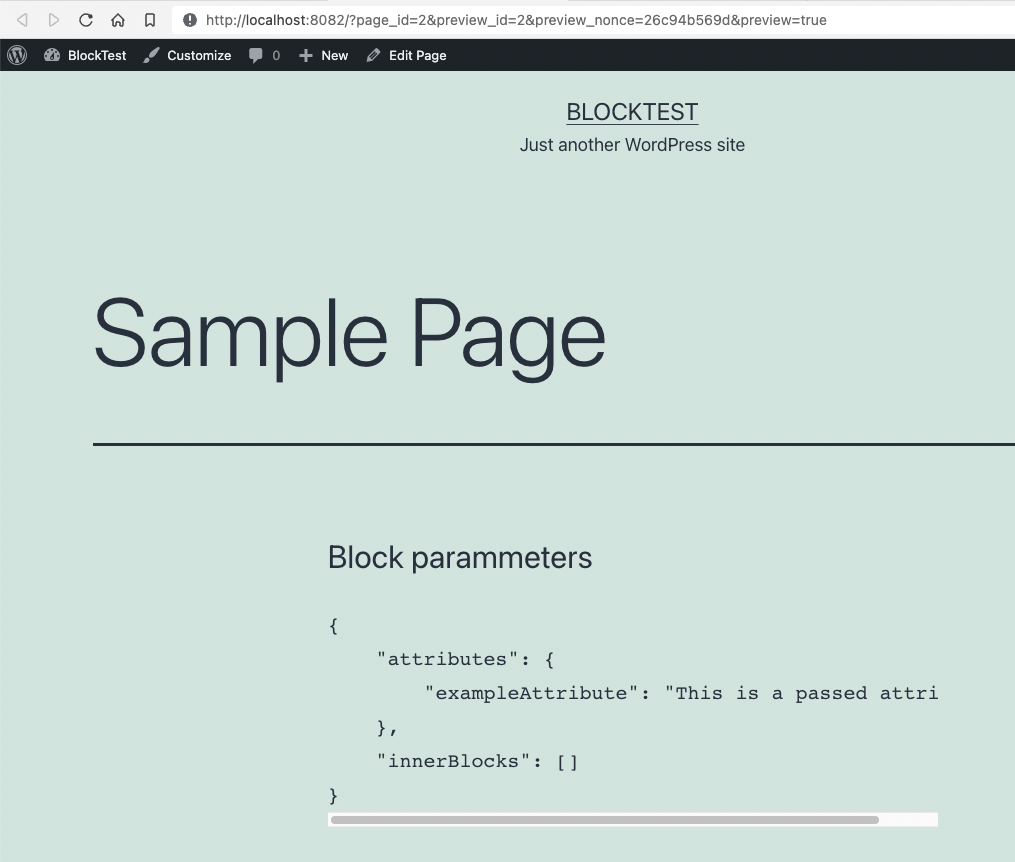 http://localhost:8082/?page_id=2&preview_id=2&preview_nonce=26c94b569d&preview=true
BlockTest Customize 0 New Edit Page
BLOCKTEST
Just another WordPress site
Sample Page
Block parammeters
{
    "attributes": {
        "exampleAttribute": "This is a passed attri
    },
    "innerBlocks": []
}